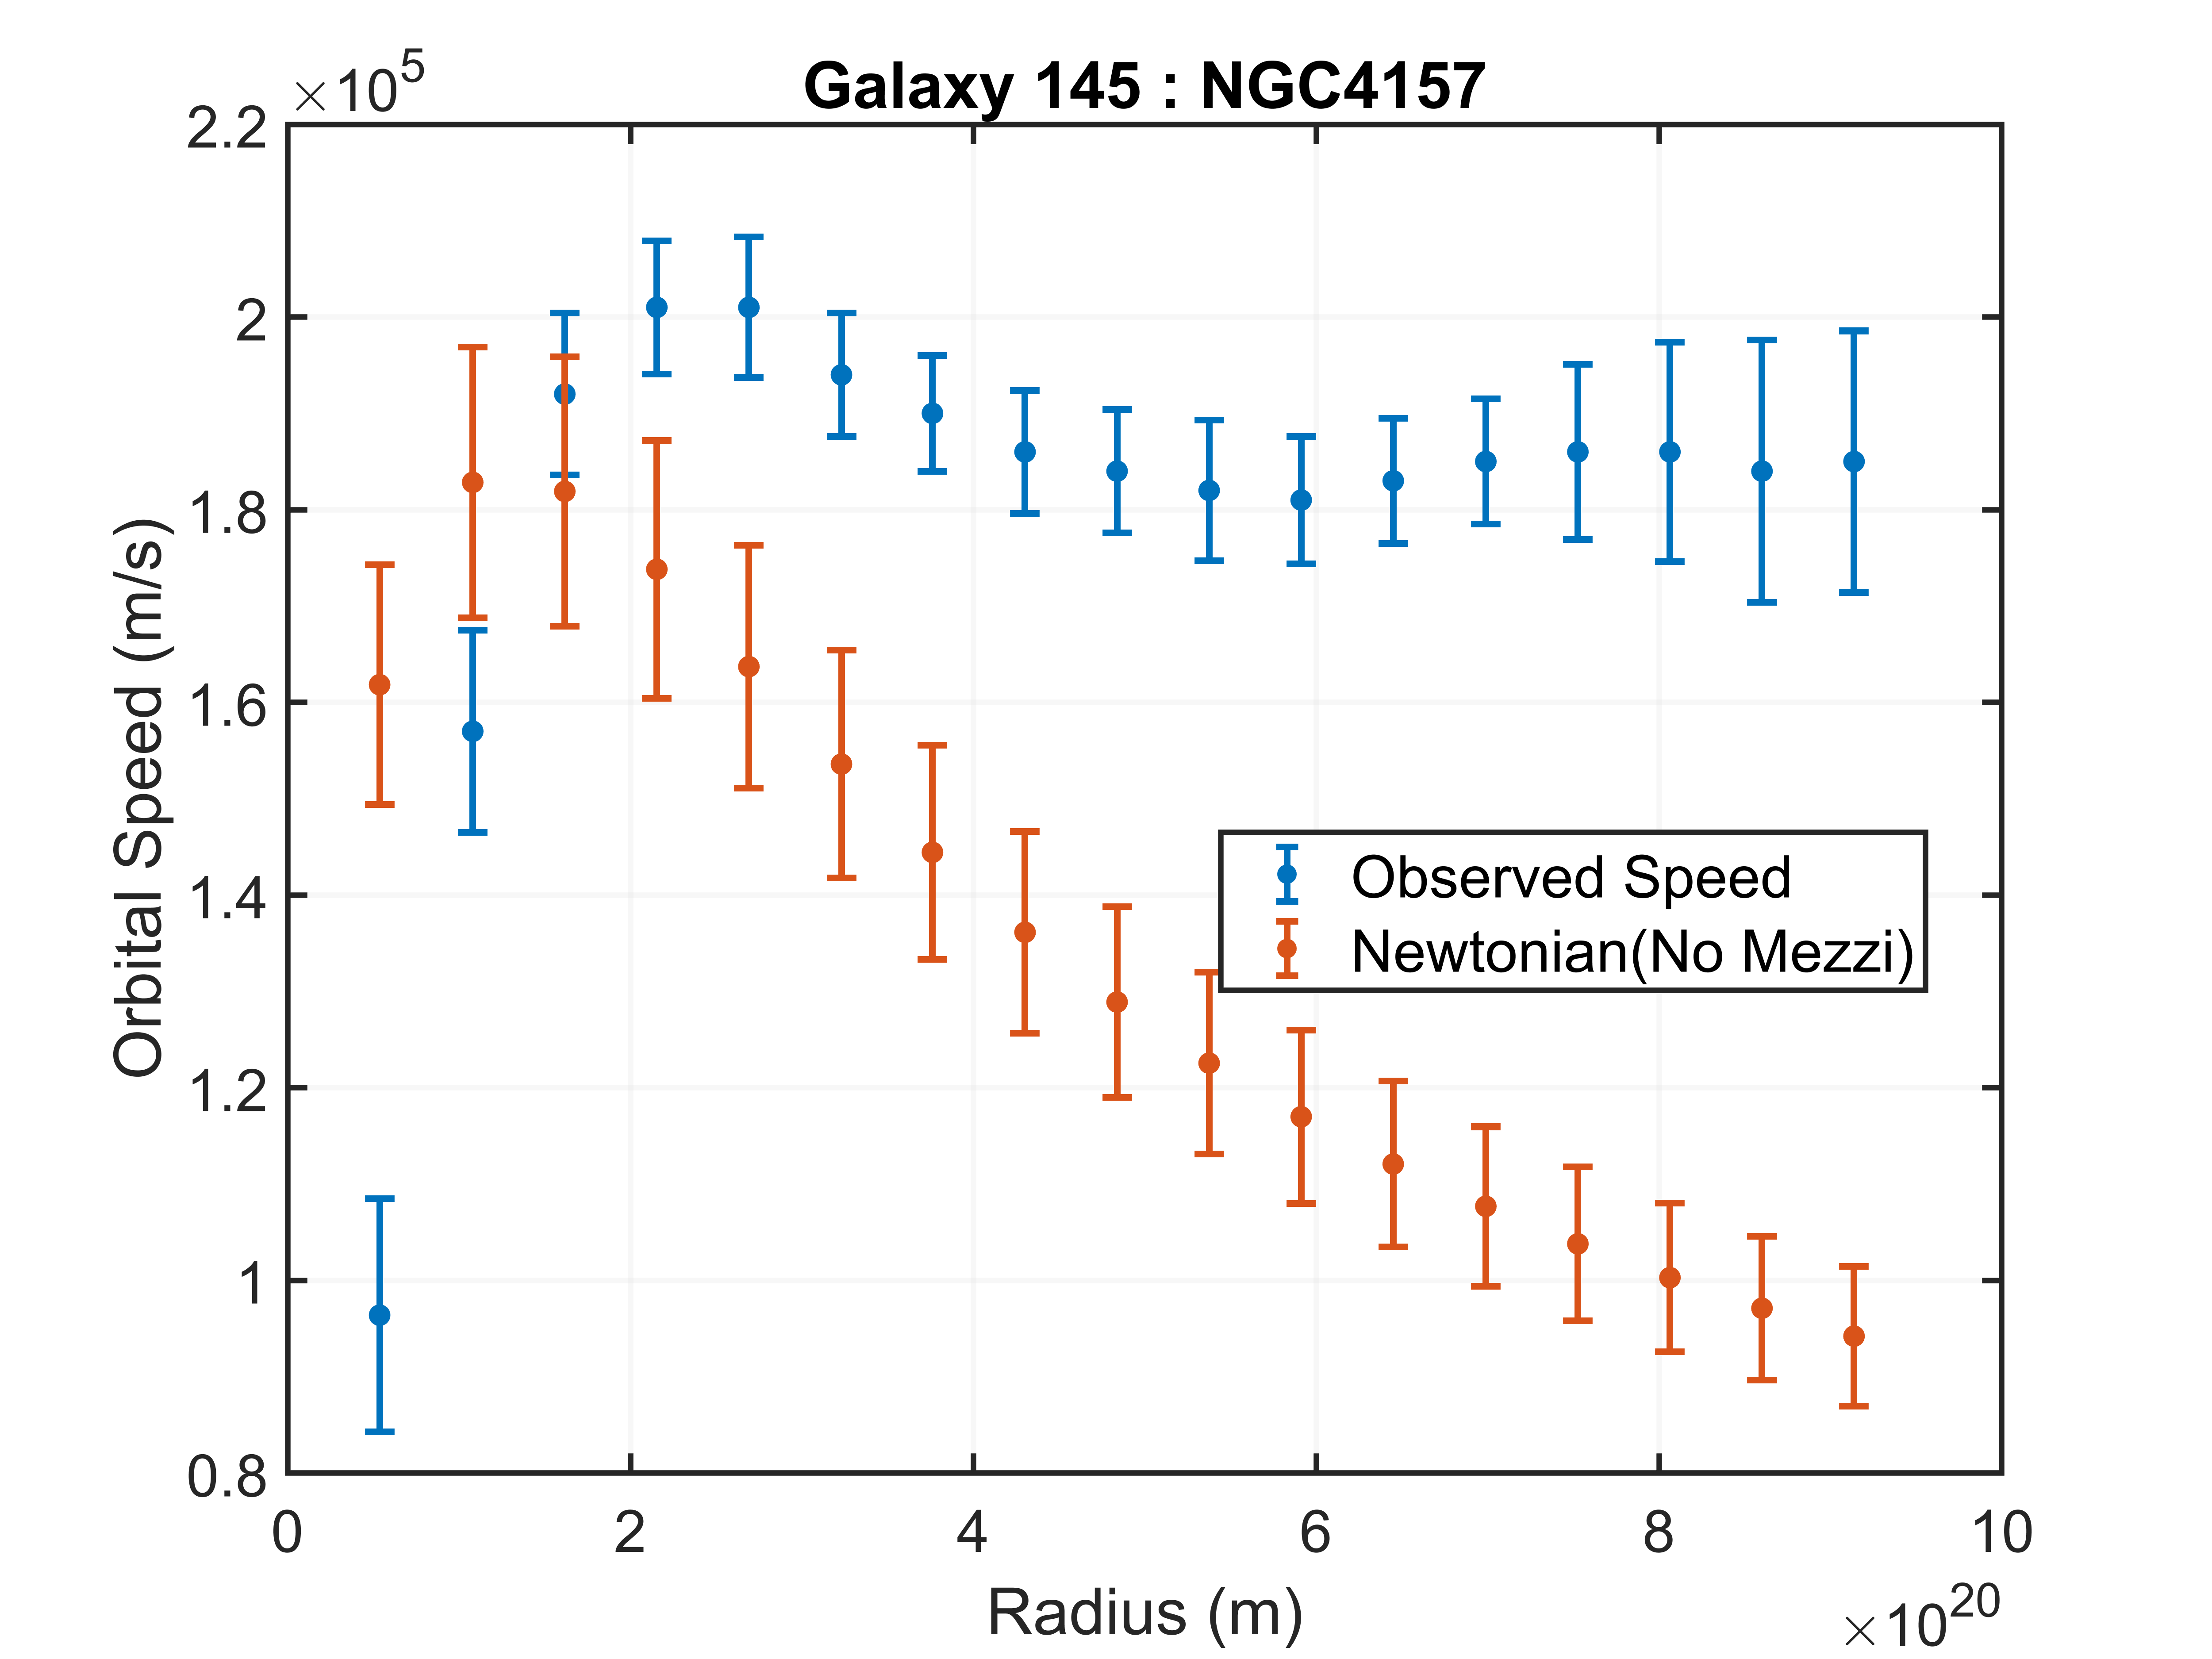 Galaxy 145 : NGC4157
×10^5
2.2
2
1.8
1.6
1.4
1.2
1
0.8
Orbital Speed (m/s)
Observed Speed
Newtonian(No Mezzi)
0 2 4 6 8 10
Radius (m)
×10^20